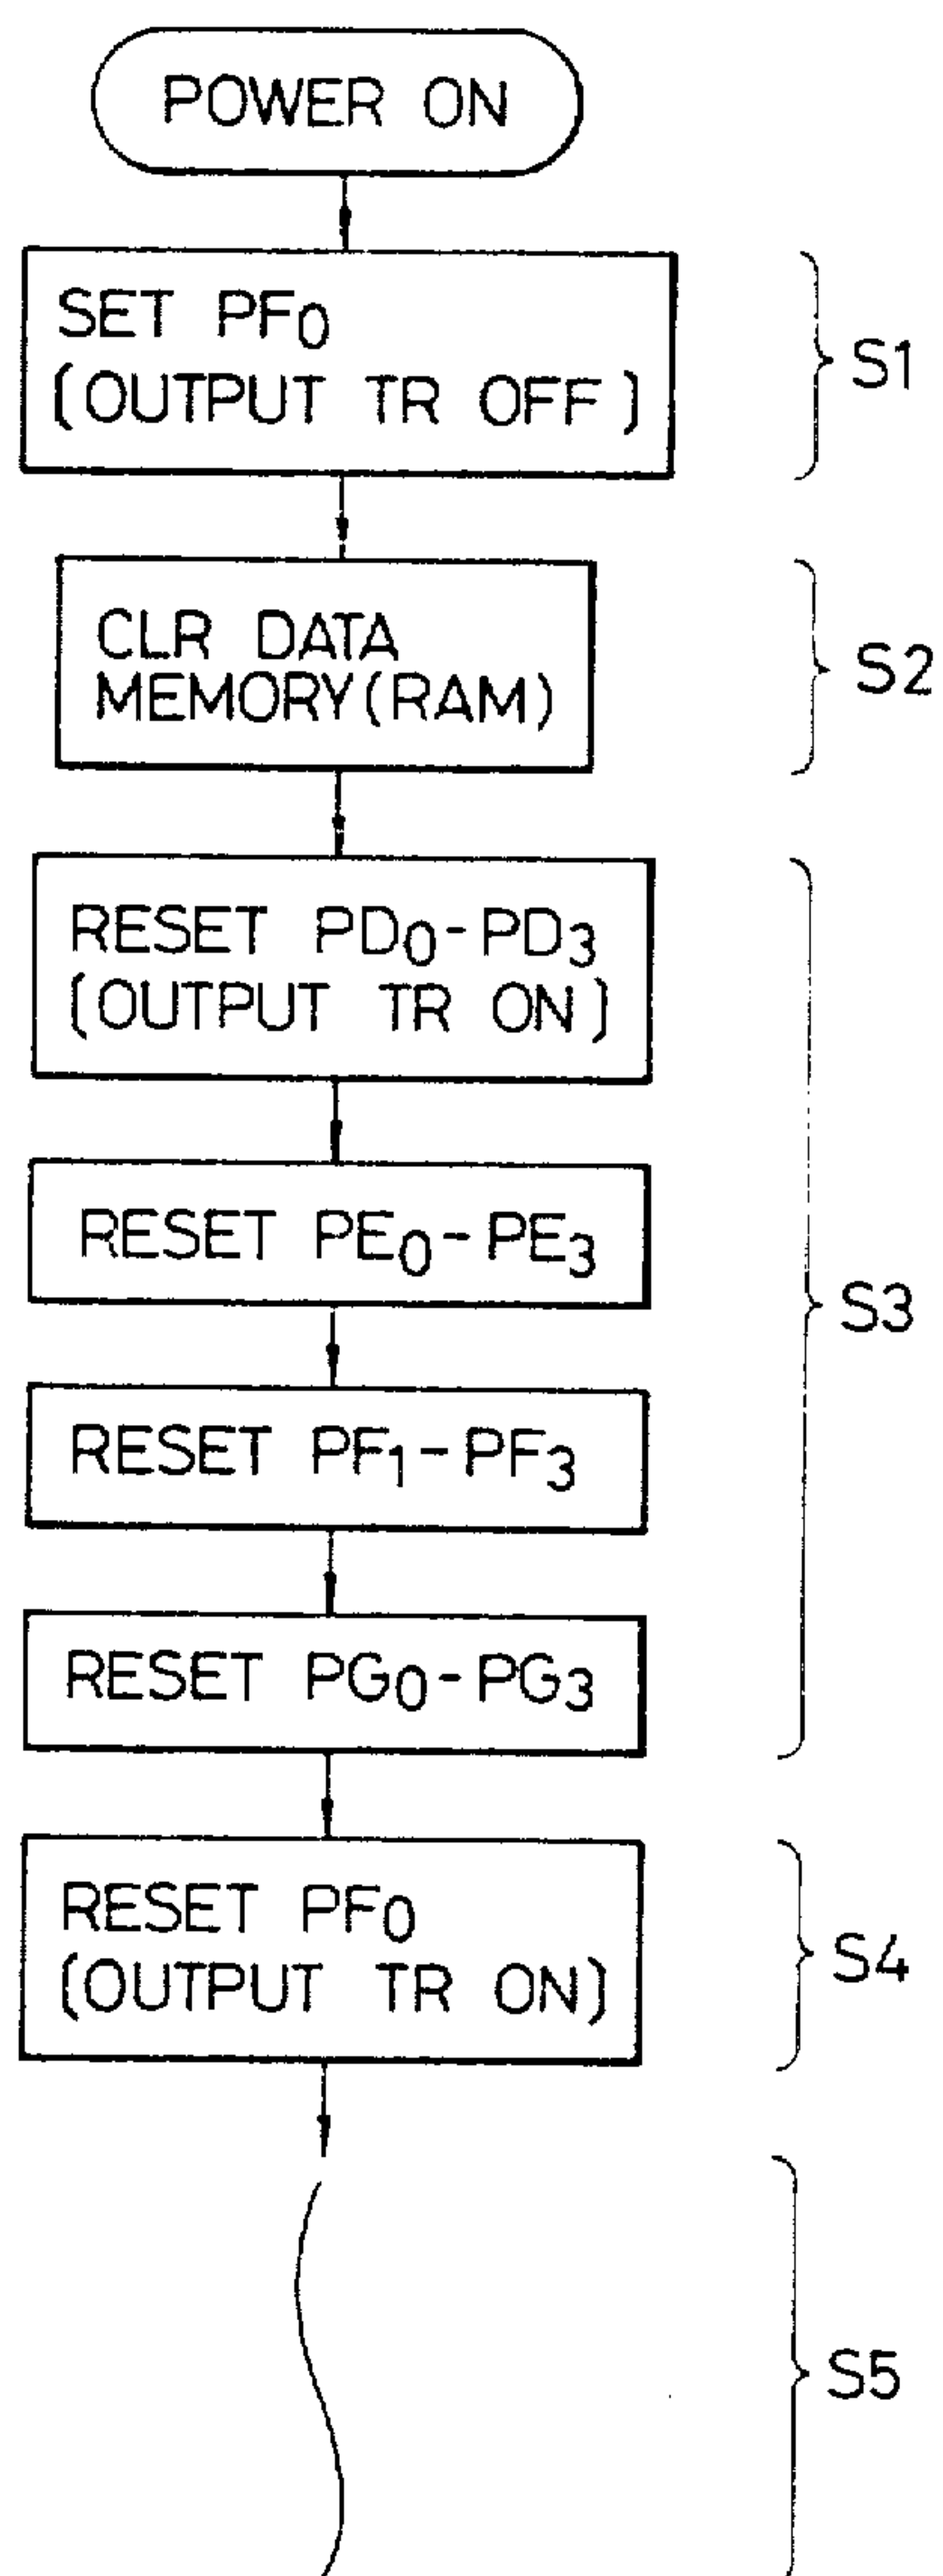 POWER ON
SET PF0
(OUTPUT TR OFF)
S1
CLR DATA
MEMORY(RAM)
S2
RESET PD0-PD3
(OUTPUT TR ON)
RESET PE0-PE3
S3
RESET PF1-PF3
RESET PG0-PG3
RESET PF0
(OUTPUT TR ON)
S4
S5